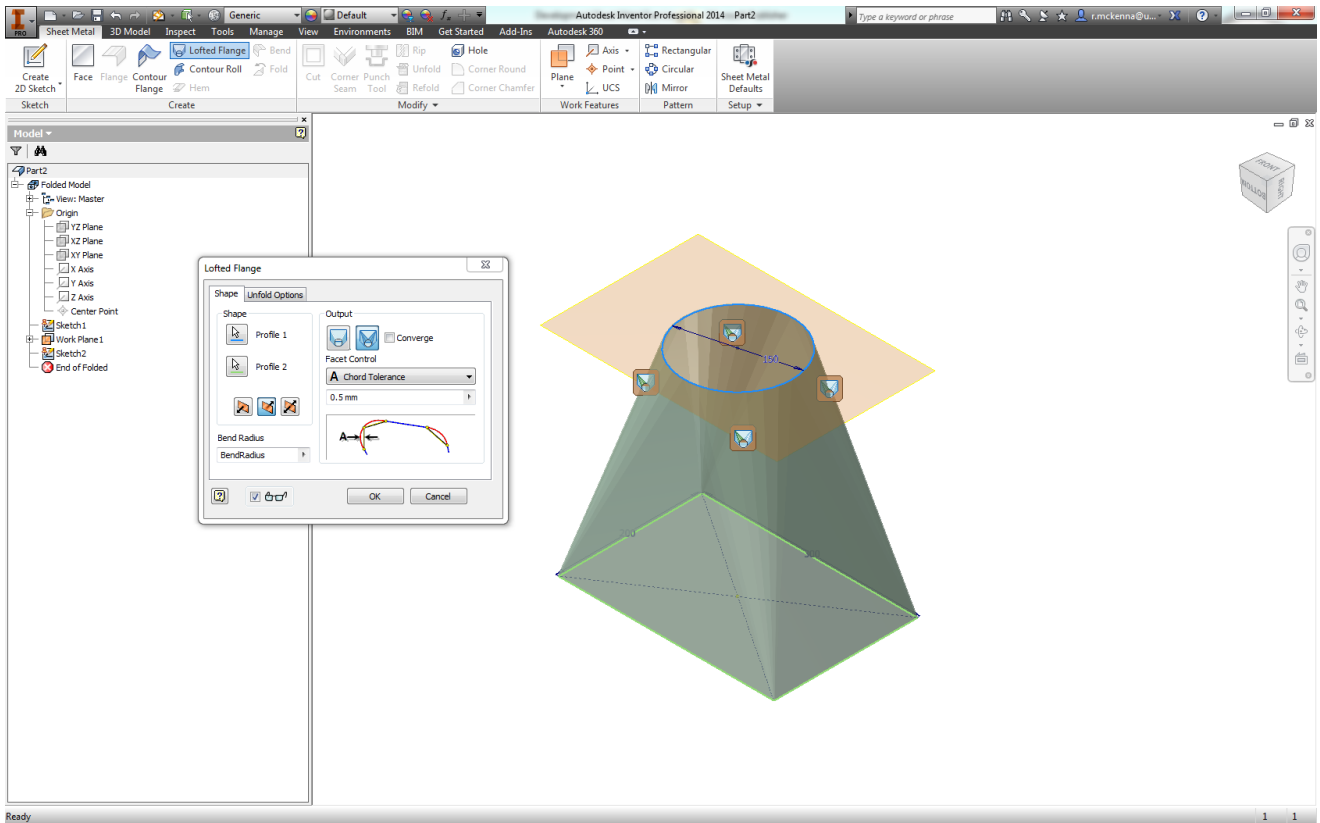 PRO
Generic
Default
Autodesk Inventor Professional 2014 Part2
Type a keyword or phrase
r.mckenna@u...
Sheet Metal 3D Model Inspect Tools Manage View Environments BIM Get Started Add-Ins Autodesk 360
Create
2D Sketch
Face
Flange
Contour
Flange
Lofted Flange
Contour Roll
Hem
Bend
Fold
Cut
Corner
Seam
Punch
Tool
Rip
Unfold
Refold
Hole
Corner Round
Corner Chamfer
Plane
Axis
Point
UCS
Rectangular
Circular
Mirror
Sheet Metal
Defaults
Sketch Create Modify Work Features Pattern Setup
Model
Part2
Folded Model
View: Master
Origin
YZ Plane
XZ Plane
XY Plane
X Axis
Y Axis
Z Axis
Center Point
Sketch1
Work Plane1
Sketch2
End of Folded
Lofted Flange
Shape Unfold Options
Shape
Profile 1
Profile 2
Bend Radius
BendRadius
Output
Converge
Facet Control
A Chord Tolerance
0.5 mm
A
OK Cancel
FRONT
BOTTOM
150
Ready
1 1